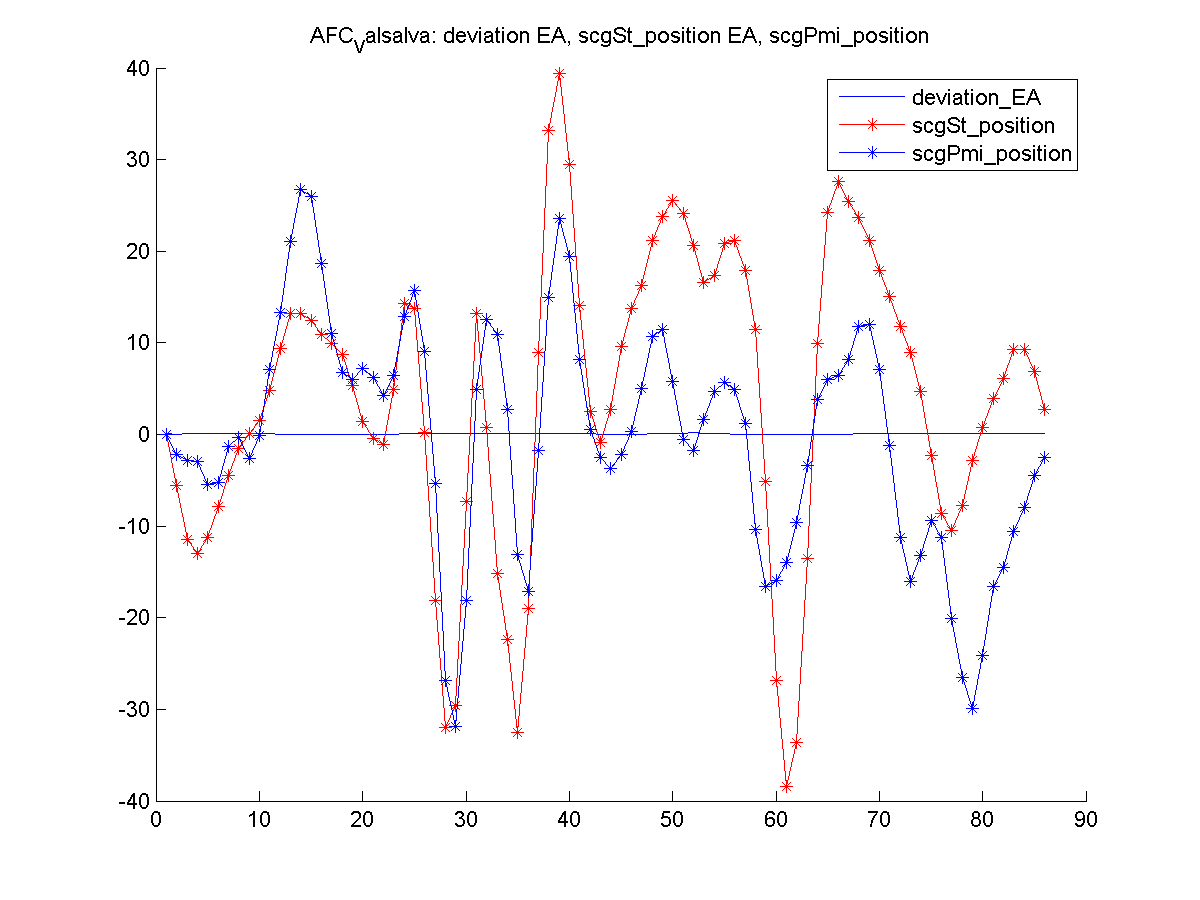 AFC_Valsalva: deviation EA, scgSt_position EA, scgPmi_position
40
30
20
10
0
-10
-20
-30
-40
0 10 20 30 40 50 60 70 80 90
deviation_EA
scgSt_position
scgPmi_position